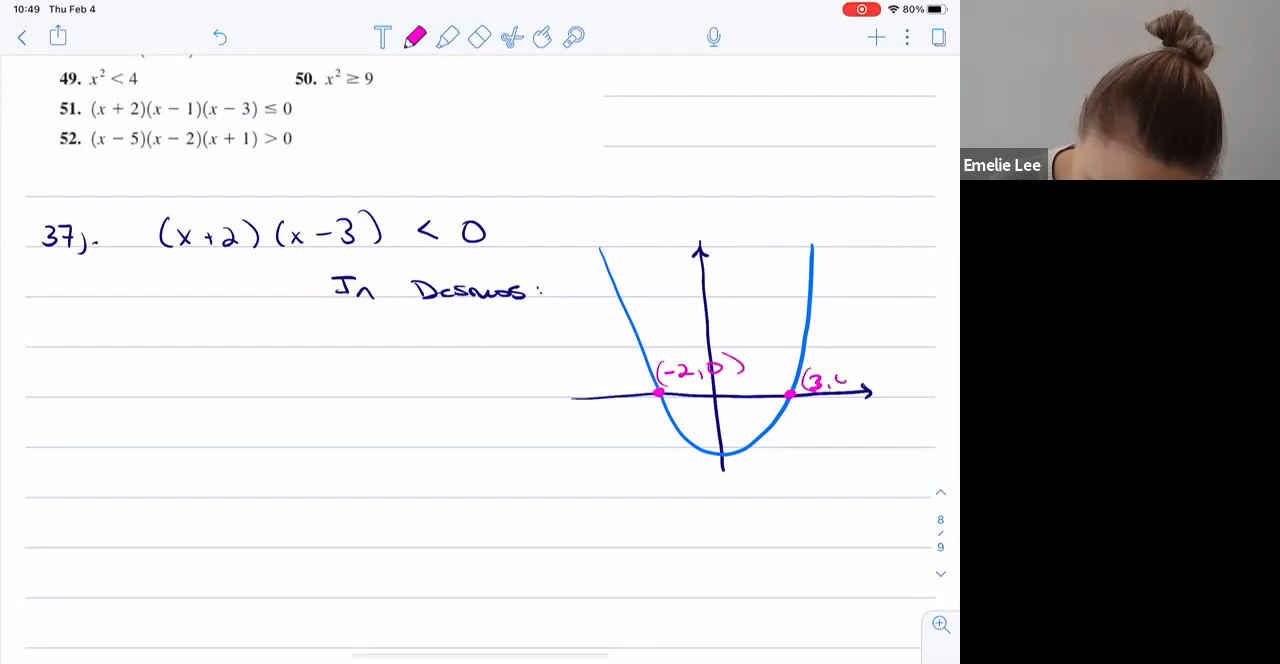 10:49 Thu Feb 4
80%
49. x² < 4 50. x² ≥ 9
51. (x + 2)(x − 1)(x − 3) ≤ 0
52. (x − 5)(x − 2)(x + 1) > 0
Emelie Lee
37). (x+2)(x-3) < 0
In Desmos:
(-2,0)
(3,
8
/
9